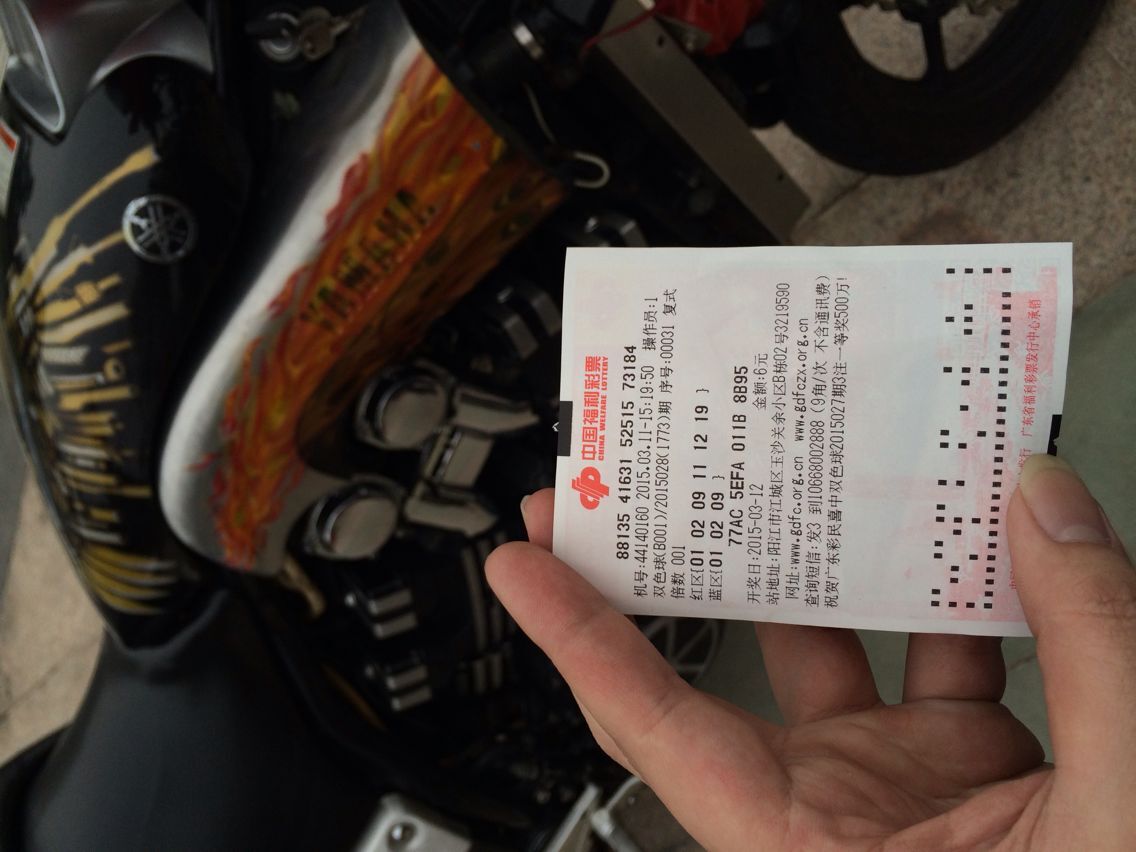 YAMAHA
中国福利彩票
CHINA WELFARE LOTTERY
88135 41631 52515 73184
机号:44140160 2015.03.11-15:19:50 操作员:1
双色球(B001)/2015028(1773)期 序号:00031 复式
倍数 001
红区{01 02 09 11 12 19 }
蓝区{01 02 09 }
77AC 5EFA 011B 8B95
开奖日:2015-03-12 金额:6元
站地址:阳江市江城区玉沙关余小区B栋02号3219590
网址:www.gdfc.org.cn www.gdfczx.org.cn
查询短信:发3 到10668002888(9角/次 不含通讯费)
祝贺广东彩民喜中双色球2015027期3注一等奖500万!
广东省福利彩票发行中心承销